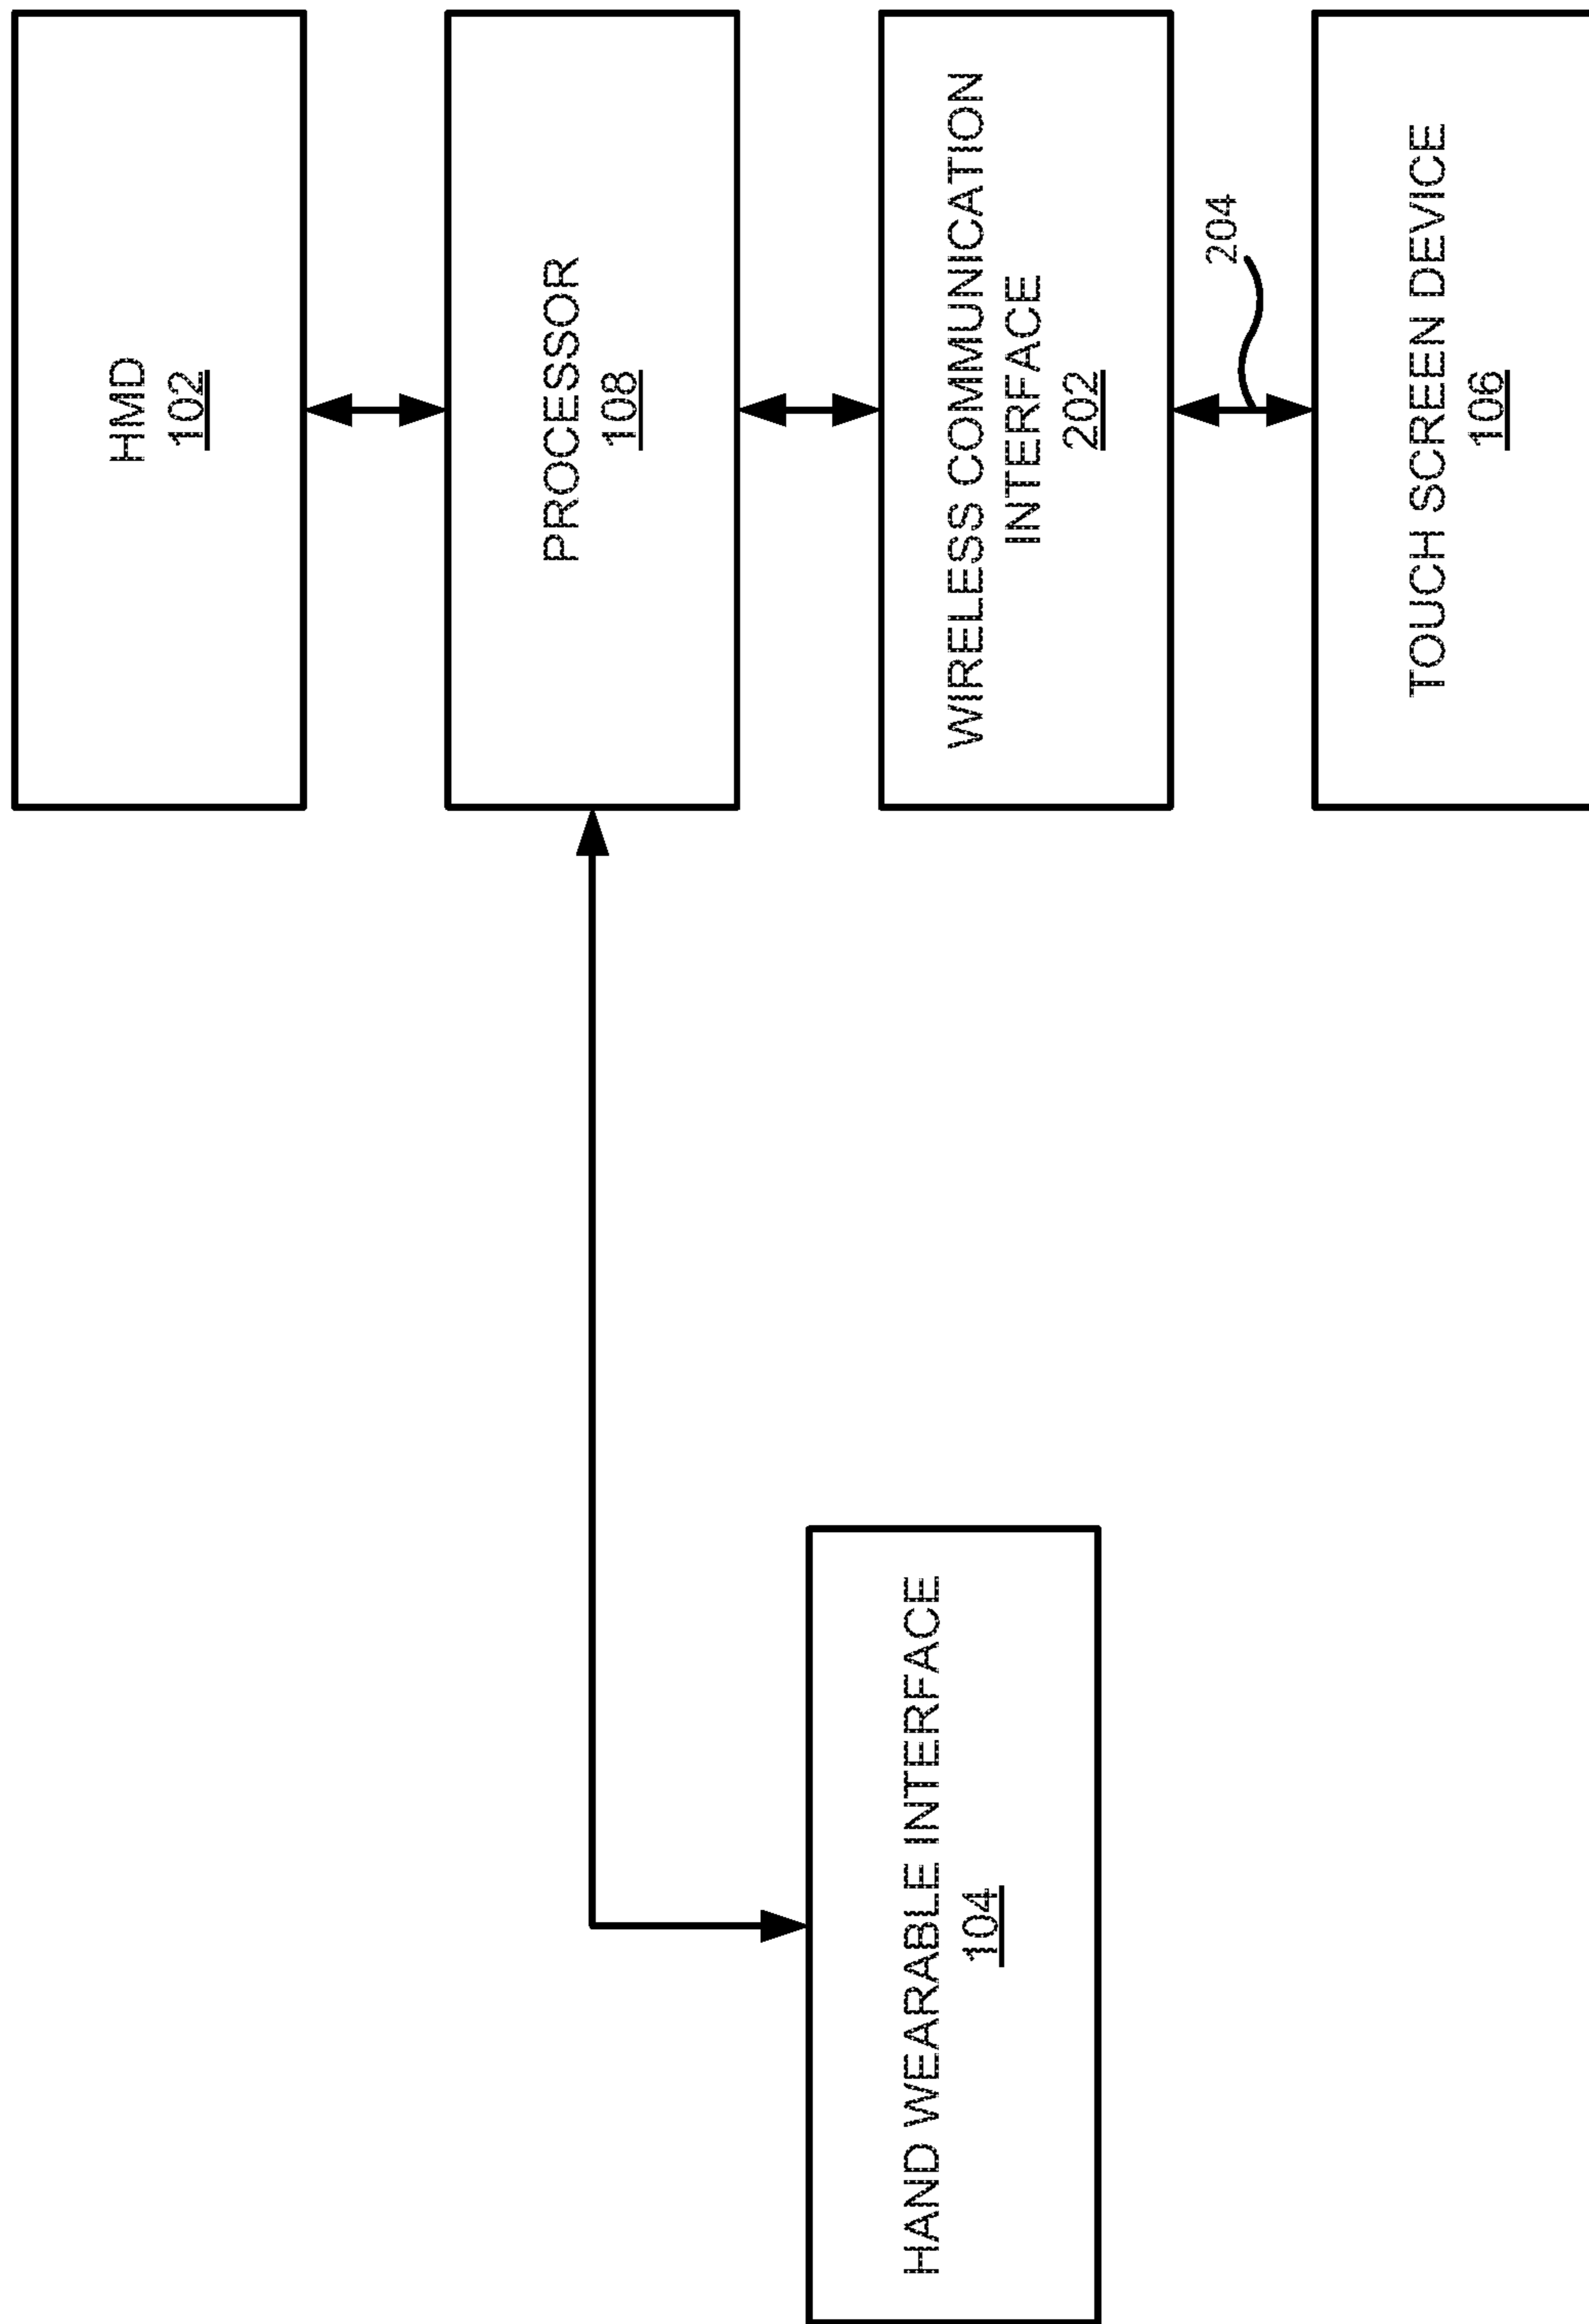 HMD
102
PROCESSOR
108
WIRELESS COMMUNICATION
INTERFACE
202
204
TOUCH SCREEN DEVICE
106
HAND WEARABLE INTERFACE
104